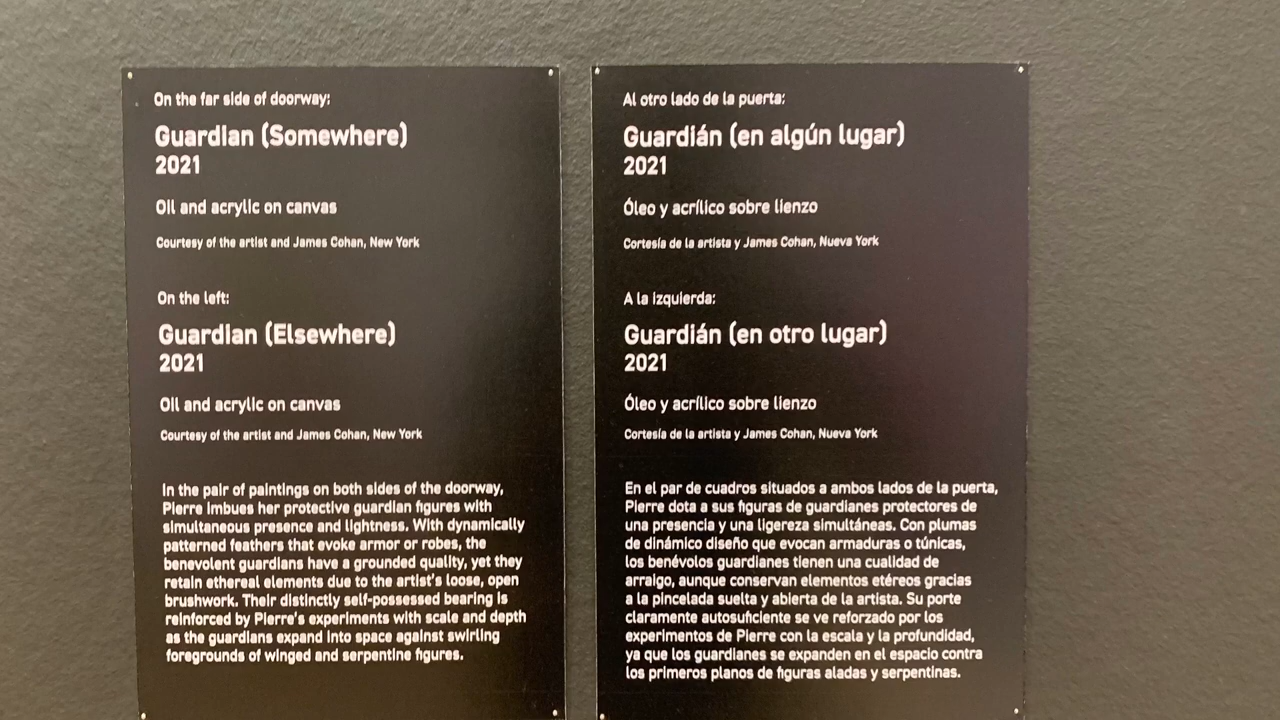 On the far side of doorway:
Guardian (Somewhere)
2021
Oil and acrylic on canvas
Courtesy of the artist and James Cohan, New York
On the left:
Guardian (Elsewhere)
2021
Oil and acrylic on canvas
Courtesy of the artist and James Cohan, New York
In the pair of paintings on both sides of the doorway,
Pierre imbues her protective guardian figures with
simultaneous presence and lightness. With dynamically
patterned feathers that evoke armor or robes, the
benevolent guardians have a grounded quality, yet they
retain ethereal elements due to the artist's loose, open
brushwork. Their distinctly self-possessed bearing is
reinforced by Pierre's experiments with scale and depth
as the guardians expand into space against swirling
foregrounds of winged and serpentine figures.
Al otro lado de la puerta:
Guardián (en algún lugar)
2021
Óleo y acrílico sobre lienzo
Cortesía de la artista y James Cohan, Nueva York
A la izquierda:
Guardián (en otro lugar)
2021
Óleo y acrílico sobre lienzo
Cortesía de la artista y James Cohan, Nueva York
En el par de cuadros situados a ambos lados de la puerta,
Pierre dota a sus figuras de guardianes protectores de
una presencia y una ligereza simultáneas. Con plumas
de dinámico diseño que evocan armaduras o túnicas,
los benévolos guardianes tienen una cualidad de
arraigo, aunque conservan elementos etéreos gracias
a la pincelada suelta y abierta de la artista. Su porte
claramente autosuficiente se ve reforzado por los
experimentos de Pierre con la escala y la profundidad,
ya que los guardianes se expanden en el espacio contra
los primeros planos de figuras aladas y serpentinas.